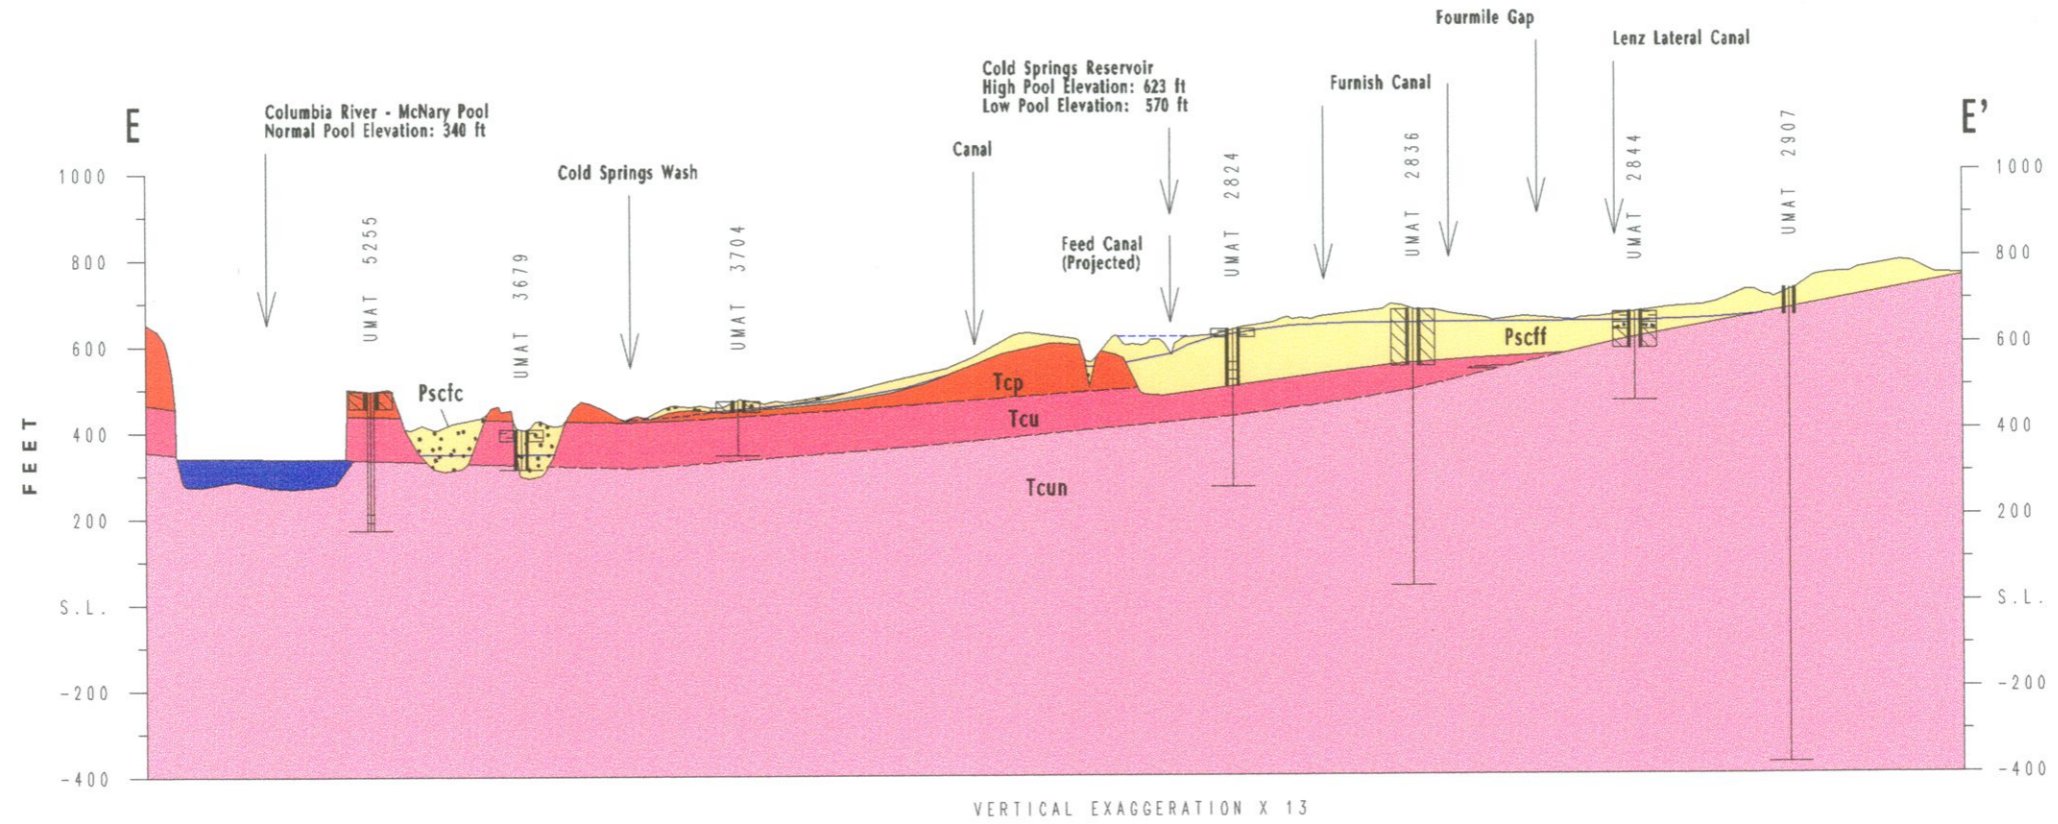 Fourmile Gap
Lenz Lateral Canal
Cold Springs Reservoir
High Pool Elevation: 623 ft
Low Pool Elevation: 570 ft
Furnish Canal
E
Columbia River - McNary Pool
Normal Pool Elevation: 340 ft
E'
Canal
Cold Springs Wash
Feed Canal
(Projected)
UMAT 5255
UMAT 3679
UMAT 3704
UMAT 2824
UMAT 2836
UMAT 2844
UMAT 2907
1000
800
600
400
200
S.L.
-200
-400
FEET
1000
800
600
400
200
S.L.
-200
-400
Pscfc
Pscff
Tcp
Tcu
Tcun
VERTICAL EXAGGERATION X 13